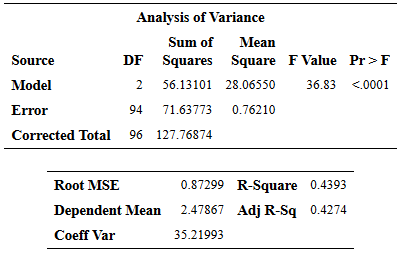 Analysis of Variance
Source DF Sum of Squares Mean Square F Value Pr > F
Model 2 56.13101 28.06550 36.83 <.0001
Error 94 71.63773 0.76210
Corrected Total 96 127.76874
Root MSE 0.87299 R-Square 0.4393
Dependent Mean 2.47867 Adj R-Sq 0.4274
Coeff Var 35.21993